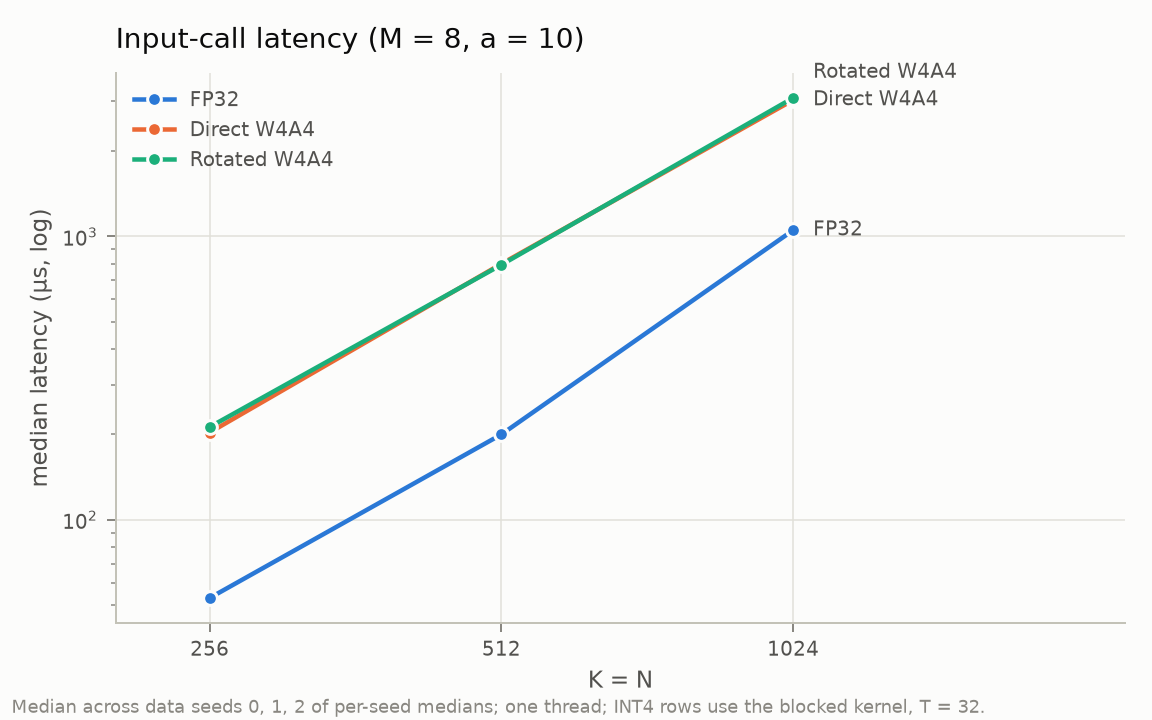 Input-call latency (M = 8, a = 10)
Rotated W4A4
Direct W4A4
FP32
FP32
Direct W4A4
Rotated W4A4
median latency (µs, log)
10³
10²
256
512
1024
K = N
Median across data seeds 0, 1, 2 of per-seed medians; one thread; INT4 rows use the blocked kernel, T = 32.